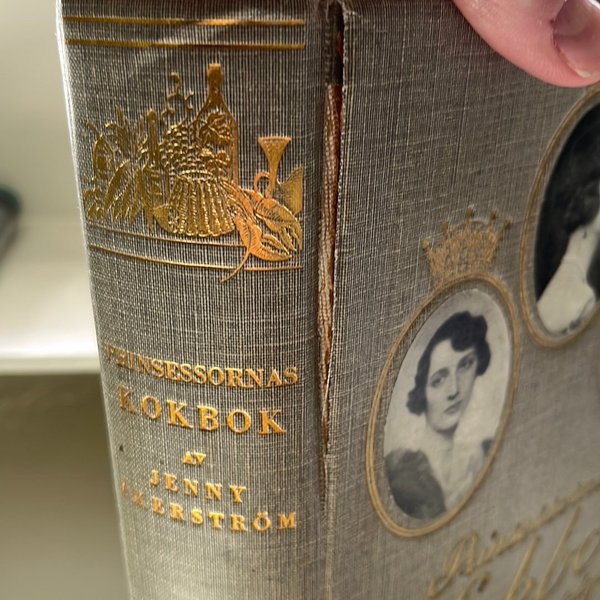 PRINSESSORNAS
KOKBOK
AV
JENNY
ÅKERSTRÖM